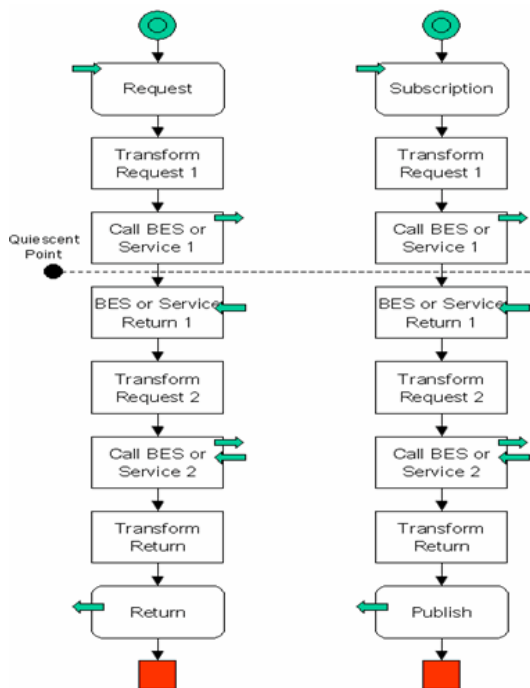 Request
Transform
Request 1
Call BES or
Service 1
Quiescent
Point
BES or Service
Return 1
Transform
Request 2
Call BES or
Service 2
Transform
Return
Return
Subscription
Transform
Request 1
Call BES or
Service 1
BES or Service
Return 1
Transform
Request 2
Call BES or
Service 2
Transform
Return
Publish